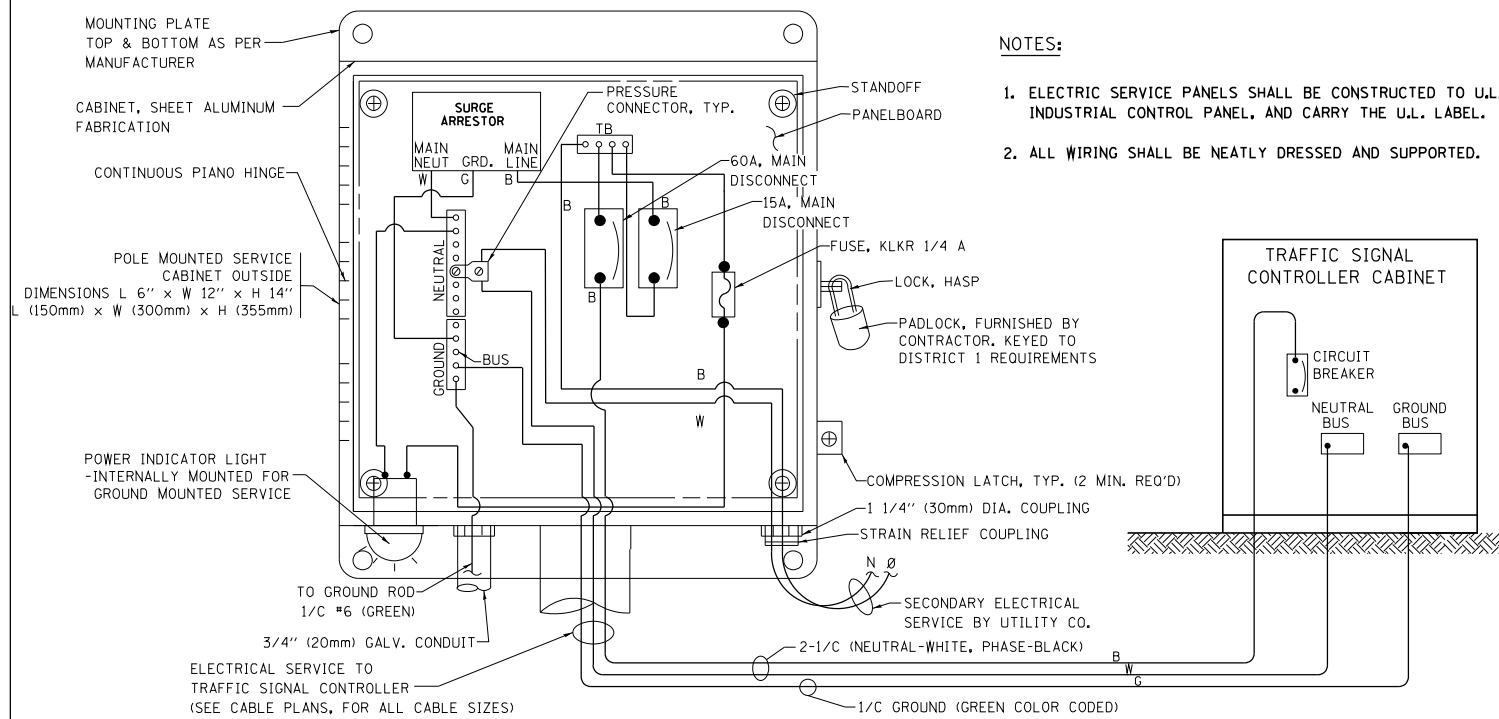 MOUNTING PLATE
TOP & BOTTOM AS PER
MANUFACTURER
CABINET, SHEET ALUMINUM
FABRICATION
CONTINUOUS PIANO HINGE
POLE MOUNTED SERVICE
CABINET OUTSIDE
DIMENSIONS L 6'' x W 12'' x H 14''
L (150mm) x W (300mm) x H (355mm)
POWER INDICATOR LIGHT
-INTERNALLY MOUNTED FOR
GROUND MOUNTED SERVICE
TO GROUND ROD
1/C #6 (GREEN)
3/4'' (20mm) GALV. CONDUIT
ELECTRICAL SERVICE TO
TRAFFIC SIGNAL CONTROLLER
(SEE CABLE PLANS, FOR ALL CABLE SIZES)
SURGE
ARRESTOR
MAIN
NEUT
GRD.
MAIN
LINE
W
G
B
PRESSURE
CONNECTOR, TYP.
TB
NEUTRAL
GROUND
BUS
B
B
B
B
W
STANDOFF
PANELBOARD
60A, MAIN
DISCONNECT
15A, MAIN
DISCONNECT
FUSE, KLKR 1/4 A
LOCK, HASP
PADLOCK, FURNISHED BY
CONTRACTOR. KEYED TO
DISTRICT 1 REQUIREMENTS
COMPRESSION LATCH, TYP. (2 MIN. REQ'D)
1 1/4'' (30mm) DIA. COUPLING
STRAIN RELIEF COUPLING
N Ø
SECONDARY ELECTRICAL
SERVICE BY UTILITY CO.
2-1/C (NEUTRAL-WHITE, PHASE-BLACK)
B
W
G
1/C GROUND (GREEN COLOR CODED)
NOTES:
1. ELECTRIC SERVICE PANELS SHALL BE CONSTRUCTED TO U.L.
INDUSTRIAL CONTROL PANEL, AND CARRY THE U.L. LABEL.
2. ALL WIRING SHALL BE NEATLY DRESSED AND SUPPORTED.
TRAFFIC SIGNAL
CONTROLLER CABINET
CIRCUIT
BREAKER
NEUTRAL
BUS
GROUND
BUS